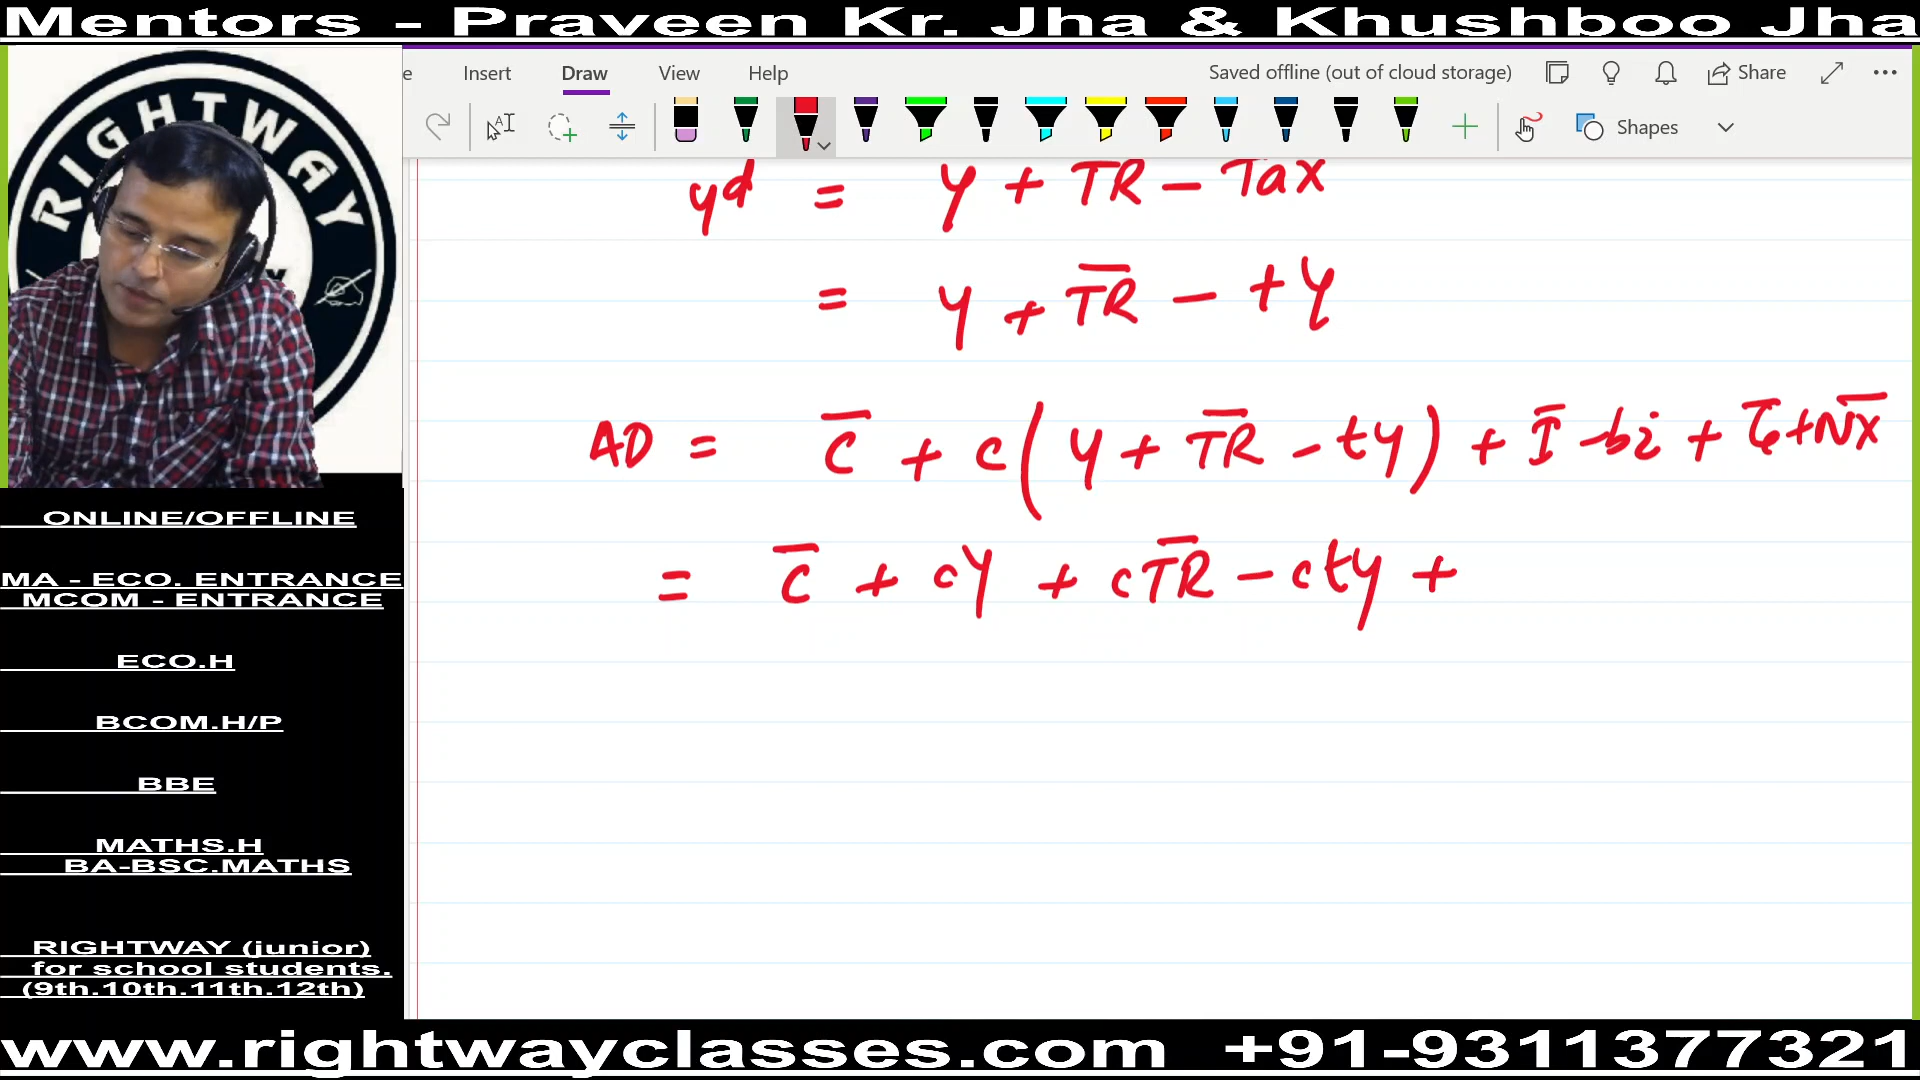 Mentors - Praveen Kr. Jha & Khushboo Jha
RIGHTWAY
e Insert Draw View Help Saved offline (out of cloud storage) Share
Shapes
yd = y + TR - Tax
= y + T̅R̅ - ty
AD = C̅ + c(y + T̅R̅ - ty) + I̅ - bi + G̅ + N̅X̅
= C̅ + cy + cT̅R̅ - cty +
ONLINE/OFFLINE
MA - ECO. ENTRANCE
MCOM - ENTRANCE
ECO.H
BCOM.H/P
BBE
MATHS.H
BA-BSC.MATHS
RIGHTWAY (junior)
for school students.
(9th.10th.11th.12th)
www.rightwayclasses.com +91-9311377321